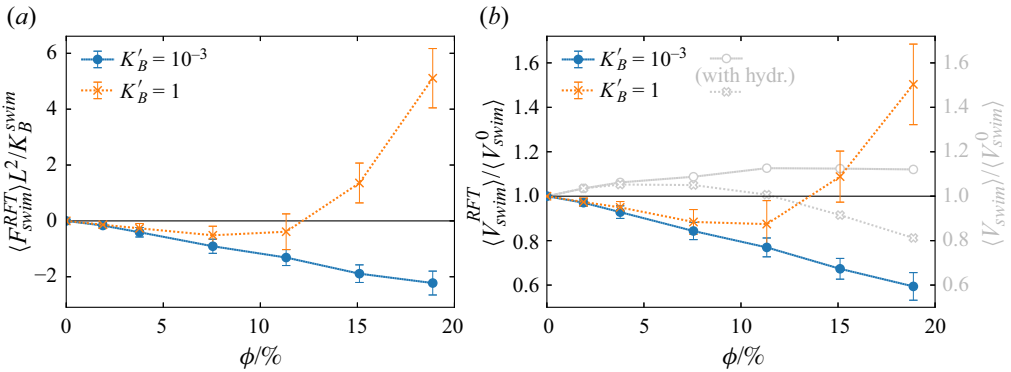 (a)
6
4
2
0
−2
0
5
10
15
20
⟨F^{RFT}_{swim}⟩L²/K^{swim}_B
ϕ/%
K′_B = 10⁻³
K′_B = 1
(b)
1.6
1.4
1.2
1.0
0.8
0.6
0
5
10
15
20
⟨V^{RFT}_{swim}⟩/⟨V^0_{swim}⟩
ϕ/%
K′_B = 10⁻³
K′_B = 1
(with hydr.)
1.6
1.4
1.2
1.0
0.8
0.6
⟨V_{swim}⟩/⟨V^0_{swim}⟩